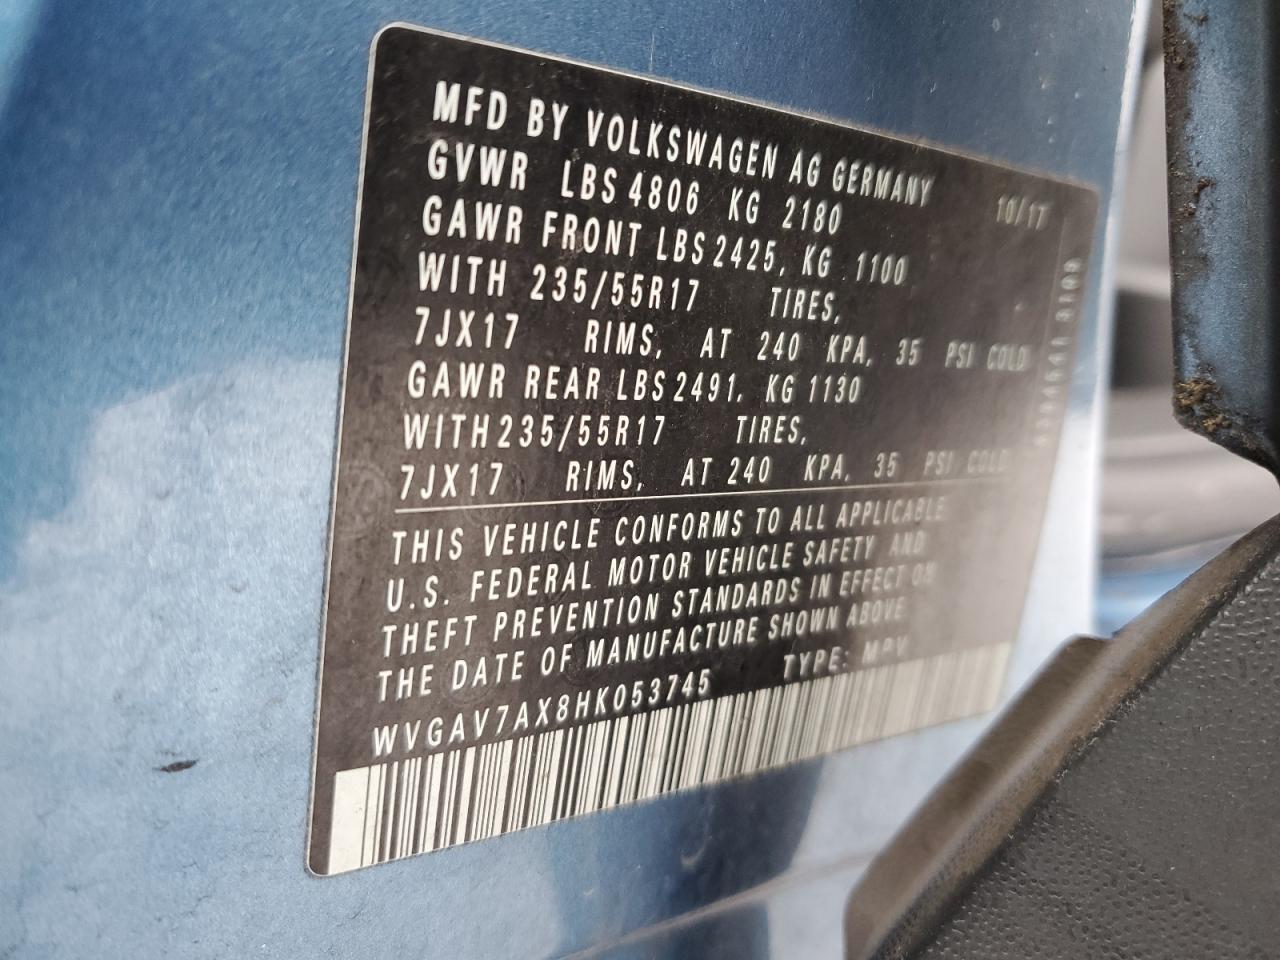 MFD BY VOLKSWAGEN AG GERMANY 10/17
GVWR LBS 4806 KG 2180
GAWR FRONT LBS 2425, KG 1100
WITH 235/55R17 TIRES,
7JX17 RIMS, AT 240 KPA, 35 PSI COLD
GAWR REAR LBS 2491, KG 1130
WITH 235/55R17 TIRES,
7JX17 RIMS, AT 240 KPA, 35 PSI COLD
THIS VEHICLE CONFORMS TO ALL APPLICABLE
U.S. FEDERAL MOTOR VEHICLE SAFETY AND
THEFT PREVENTION STANDARDS IN EFFECT ON
THE DATE OF MANUFACTURE SHOWN ABOVE
WVGAV7AX8HK053745 TYPE: MPV